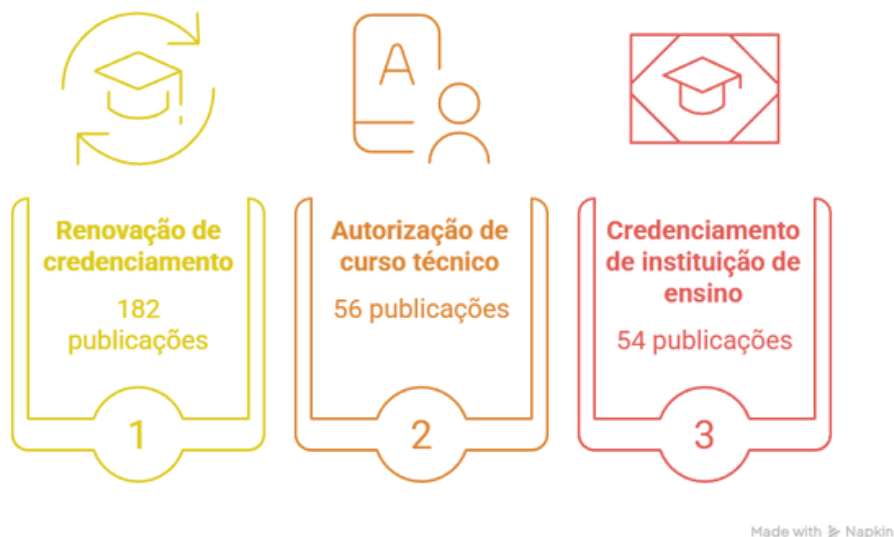 A
Renovação de
credenciamento
182
publicações
1
Autorização de
curso técnico
56 publicações
2
Credenciamento
de instituição de
ensino
54 publicações
3
Made with Napkin